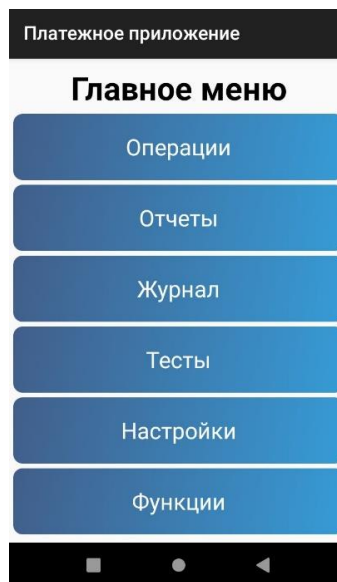 Платежное приложение
Главное меню
Операции
Отчеты
Журнал
Тесты
Настройки
Функции